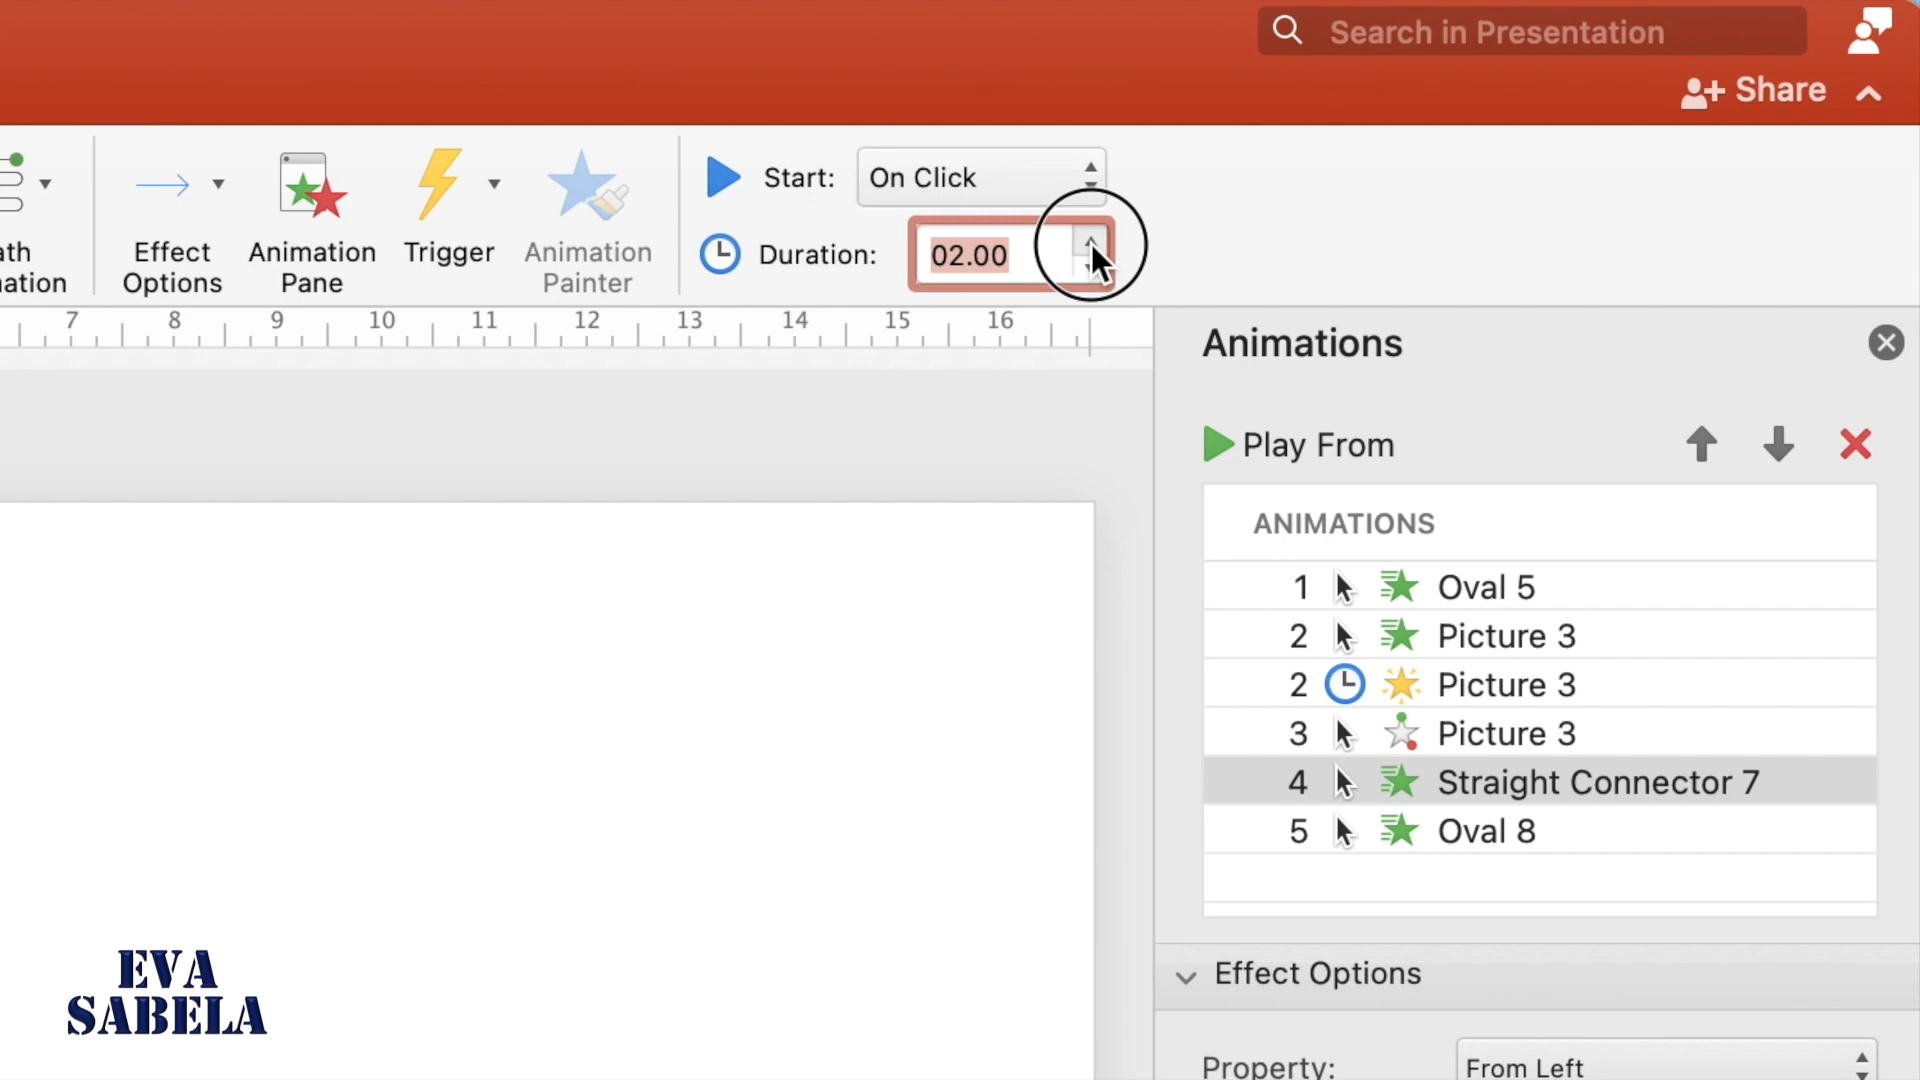 Search in Presentation
Share
Start: On Click
Duration: 02.00
Effect Options
Animation Pane
Trigger
Animation Painter
ath
ation
7 8 9 10 11 12 13 14 15 16
Animations
Play From
ANIMATIONS
1 Oval 5
2 Picture 3
2 Picture 3
3 Picture 3
4 Straight Connector 7
5 Oval 8
Effect Options
Property: From Left
EVA
SABELA